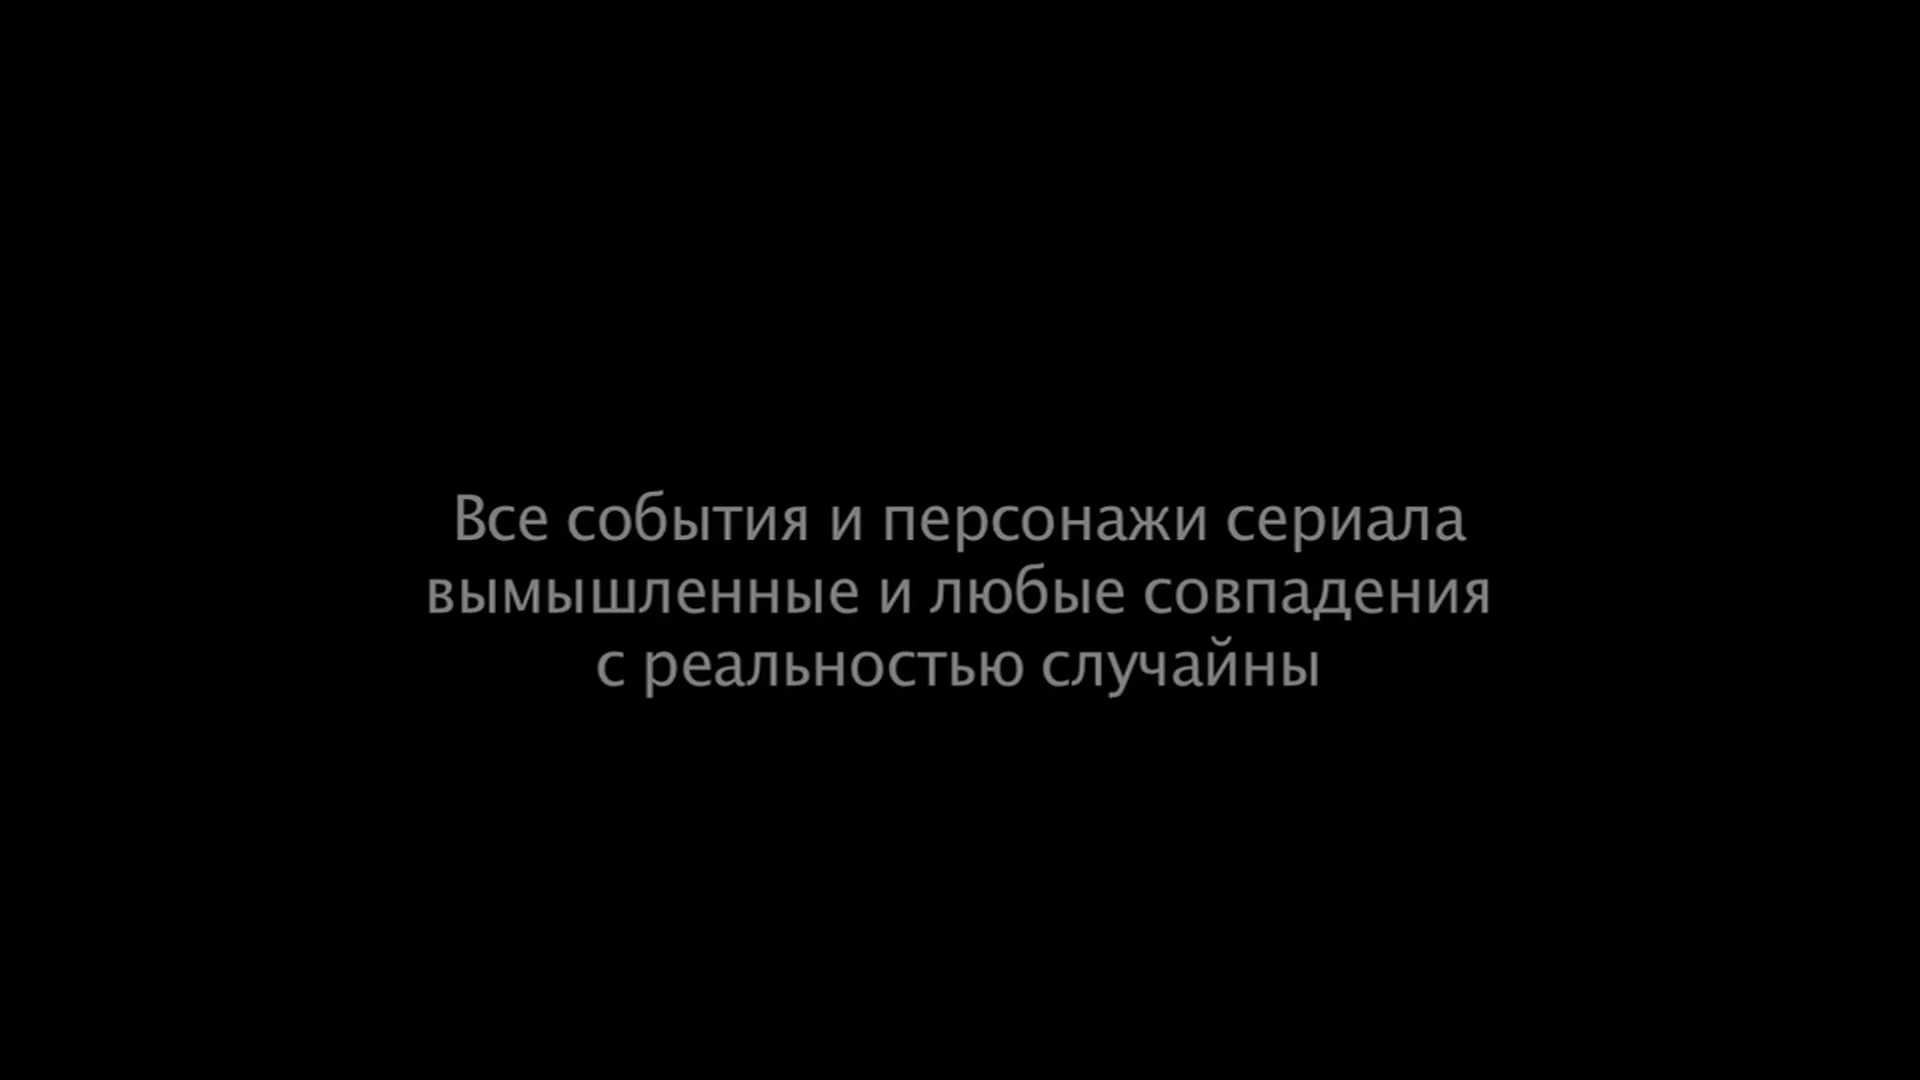 Все события и персонажи сериала
вымышленные и любые совпадения
с реальностью случайны